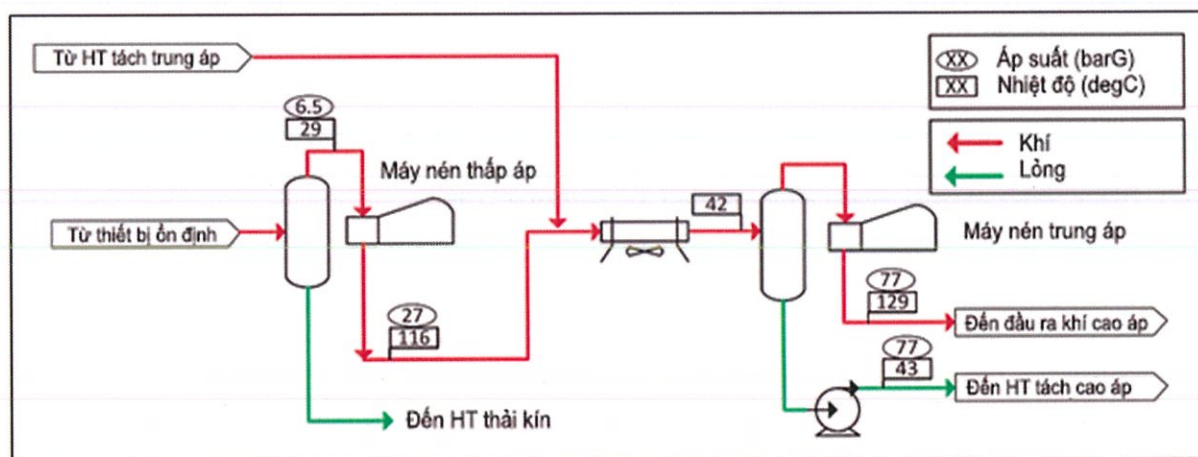 Từ HT tách trung áp
XX Áp suất (barG)
XX Nhiệt độ (degC)
Khí
Lỏng
6.5
29
Máy nén thấp áp
Từ thiết bị ổn định
42
Máy nén trung áp
27
116
77
129
Đến đầu ra khí cao áp
77
43
Đến HT tách cao áp
Đến HT thải kín